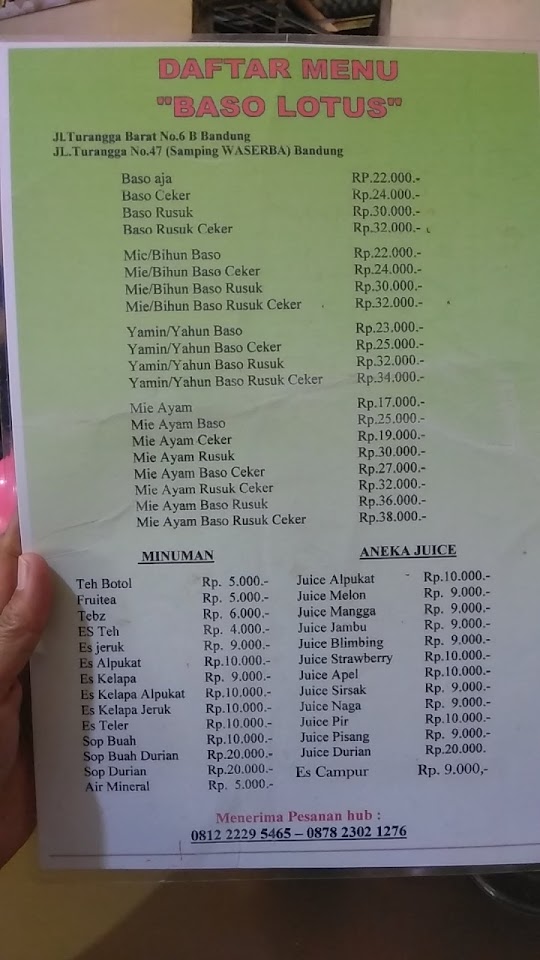 DAFTAR MENU
"BASO LOTUS"
Jl.Turangga Barat No.6 B Bandung
JL.Turangga No.47 (Samping WASERBA) Bandung
Baso aja RP.22.000.-
Baso Ceker Rp.24.000.-
Baso Rusuk Rp.30.000.-
Baso Rusuk Ceker Rp.32.000.-
Mie/Bihun Baso Rp.22.000.-
Mie/Bihun Baso Ceker Rp.24.000.-
Mie/Bihun Baso Rusuk Rp.30.000.-
Mie/Bihun Baso Rusuk Ceker Rp.32.000.-
Yamin/Yahun Baso Rp.23.000.-
Yamin/Yahun Baso Ceker Rp.25.000.-
Yamin/Yahun Baso Rusuk Rp.32.000.-
Yamin/Yahun Baso Rusuk Ceker Rp.34.000.-
Mie Ayam Rp.17.000.-
Mie Ayam Baso Rp.25.000.-
Mie Ayam Ceker Rp.19.000.-
Mie Ayam Rusuk Rp.30.000.-
Mie Ayam Baso Ceker Rp.27.000.-
Mie Ayam Rusuk Ceker Rp.32.000.-
Mie Ayam Baso Rusuk Rp.36.000.-
Mie Ayam Baso Rusuk Ceker Rp.38.000.-
MINUMAN
Teh Botol Rp. 5.000.-
Fruitea Rp. 5.000.-
Tebz Rp. 6.000.-
ES Teh Rp. 4.000.-
Es jeruk Rp. 9.000.-
Es Alpukat Rp.10.000.-
Es Kelapa Rp. 9.000.-
Es Kelapa Alpukat Rp.10.000.-
Es Kelapa Jeruk Rp.10.000.-
Es Teler Rp.10.000.-
Sop Buah Rp.10.000.-
Sop Buah Durian Rp.20.000.-
Sop Durian Rp.20.000.-
Air Mineral Rp. 5.000.-
ANEKA JUICE
Juice Alpukat Rp.10.000.-
Juice Melon Rp. 9.000.-
Juice Mangga Rp. 9.000.-
Juice Jambu Rp. 9.000.-
Juice Blimbing Rp. 9.000.-
Juice Strawberry Rp.10.000.-
Juice Apel Rp.10.000.-
Juice Sirsak Rp. 9.000.-
Juice Naga Rp. 9.000.-
Juice Pir Rp.10.000.-
Juice Pisang Rp. 9.000.-
Juice Durian Rp.20.000.
Es Campur Rp. 9.000,-
Menerima Pesanan hub :
0812 2229 5465 – 0878 2302 1276